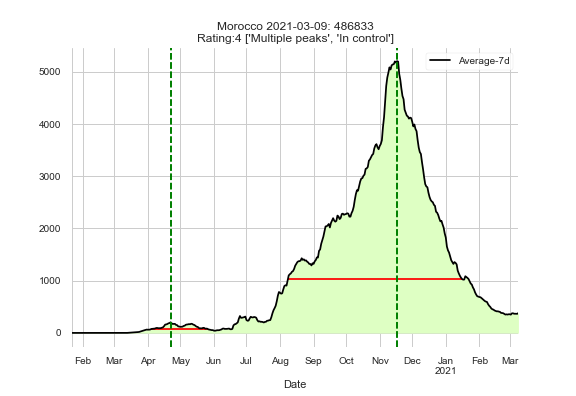 Morocco 2021-03-09: 486833
Rating:4 ['Multiple peaks', 'In control']
Average-7d
5000
4000
3000
2000
1000
0
Feb Mar Apr May Jun Jul Aug Sep Oct Nov Dec Jan Feb Mar
2021
Date